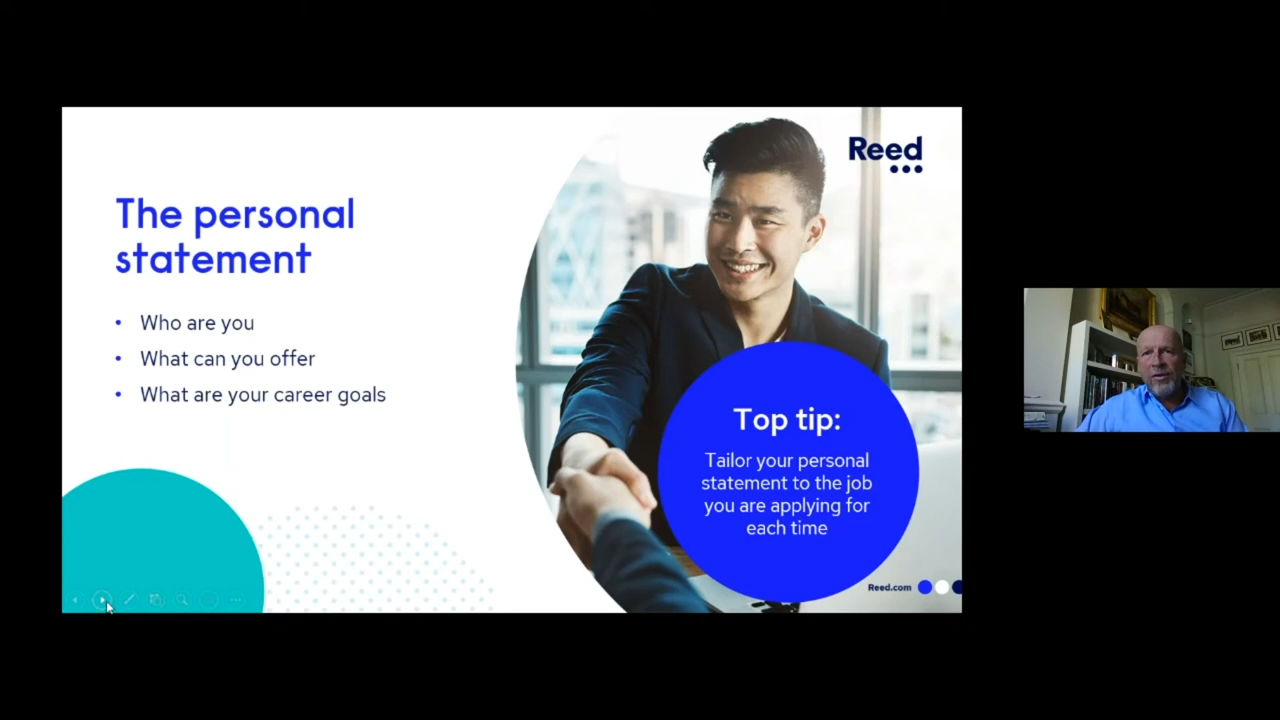 Reed
The personal
statement
• Who are you
• What can you offer
• What are your career goals
Top tip:
Tailor your personal
statement to the job
you are applying for
each time
Reed.com